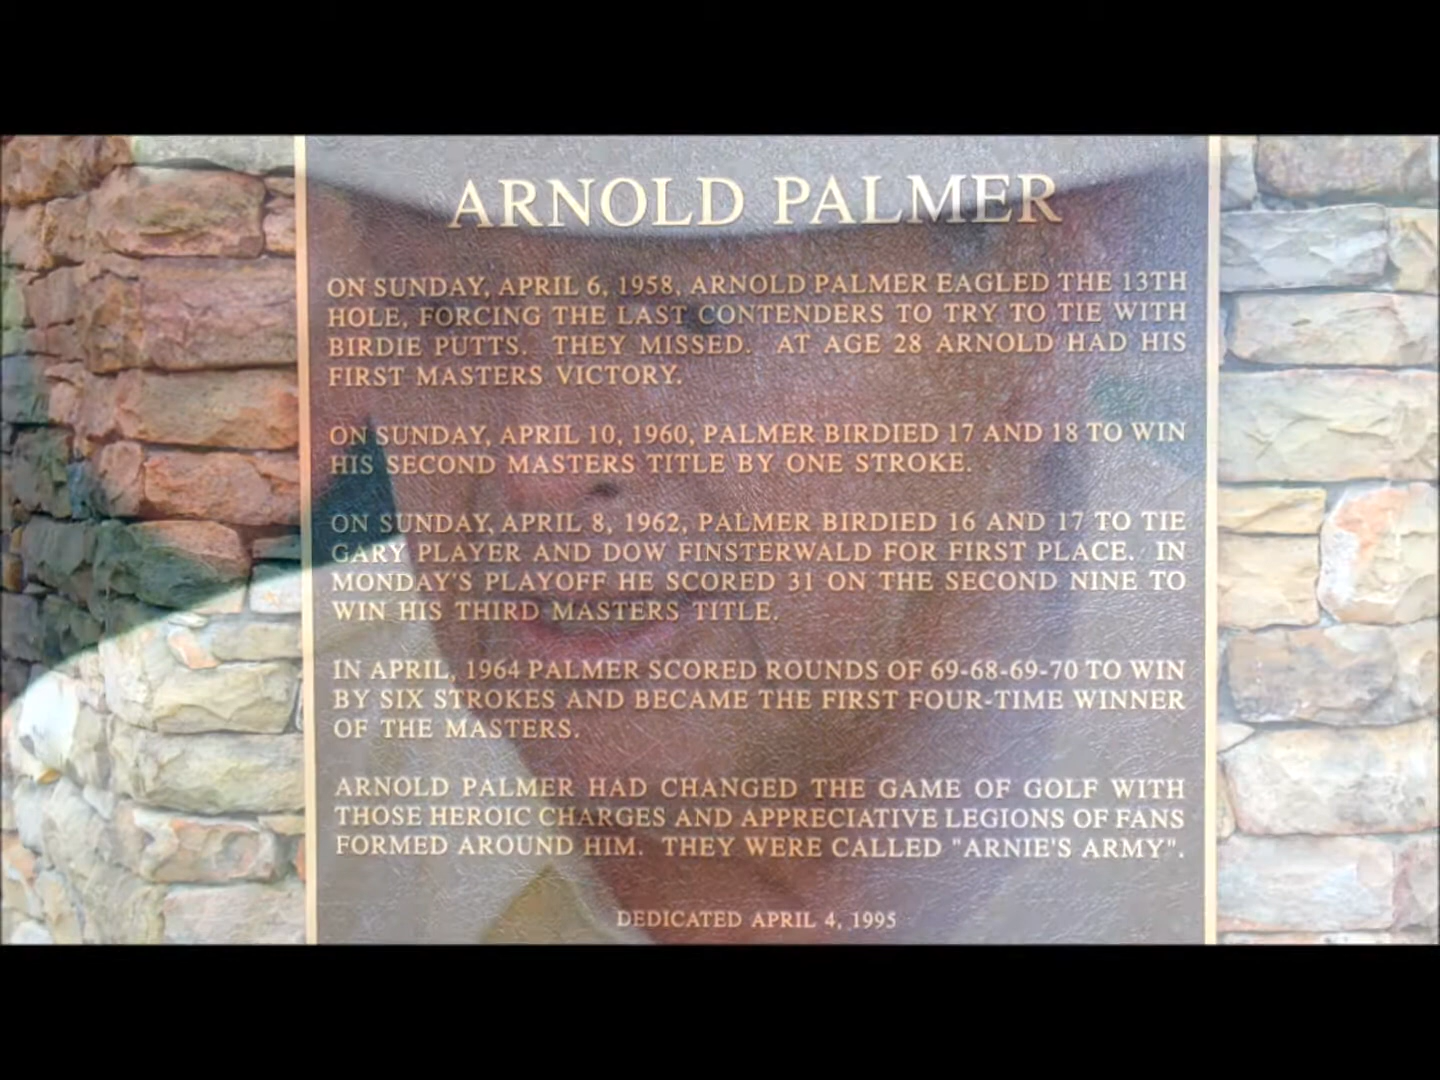 ARNOLD PALMER
ON SUNDAY, APRIL 6, 1958, ARNOLD PALMER EAGLED THE 13TH
HOLE, FORCING THE LAST CONTENDERS TO TRY TO TIE WITH
BIRDIE PUTTS. THEY MISSED. AT AGE 28 ARNOLD HAD HIS
FIRST MASTERS VICTORY.
ON SUNDAY, APRIL 10, 1960, PALMER BIRDIED 17 AND 18 TO WIN
HIS SECOND MASTERS TITLE BY ONE STROKE.
ON SUNDAY, APRIL 8, 1962, PALMER BIRDIED 16 AND 17 TO TIE
GARY PLAYER AND DOW FINSTERWALD FOR FIRST PLACE. IN
MONDAY'S PLAYOFF HE SCORED 31 ON THE SECOND NINE TO
WIN HIS THIRD MASTERS TITLE.
IN APRIL, 1964 PALMER SCORED ROUNDS OF 69-68-69-70 TO WIN
BY SIX STROKES AND BECAME THE FIRST FOUR-TIME WINNER
OF THE MASTERS.
ARNOLD PALMER HAD CHANGED THE GAME OF GOLF WITH
THOSE HEROIC CHARGES AND APPRECIATIVE LEGIONS OF FANS
FORMED AROUND HIM. THEY WERE CALLED "ARNIE'S ARMY".
DEDICATED APRIL 4, 1995